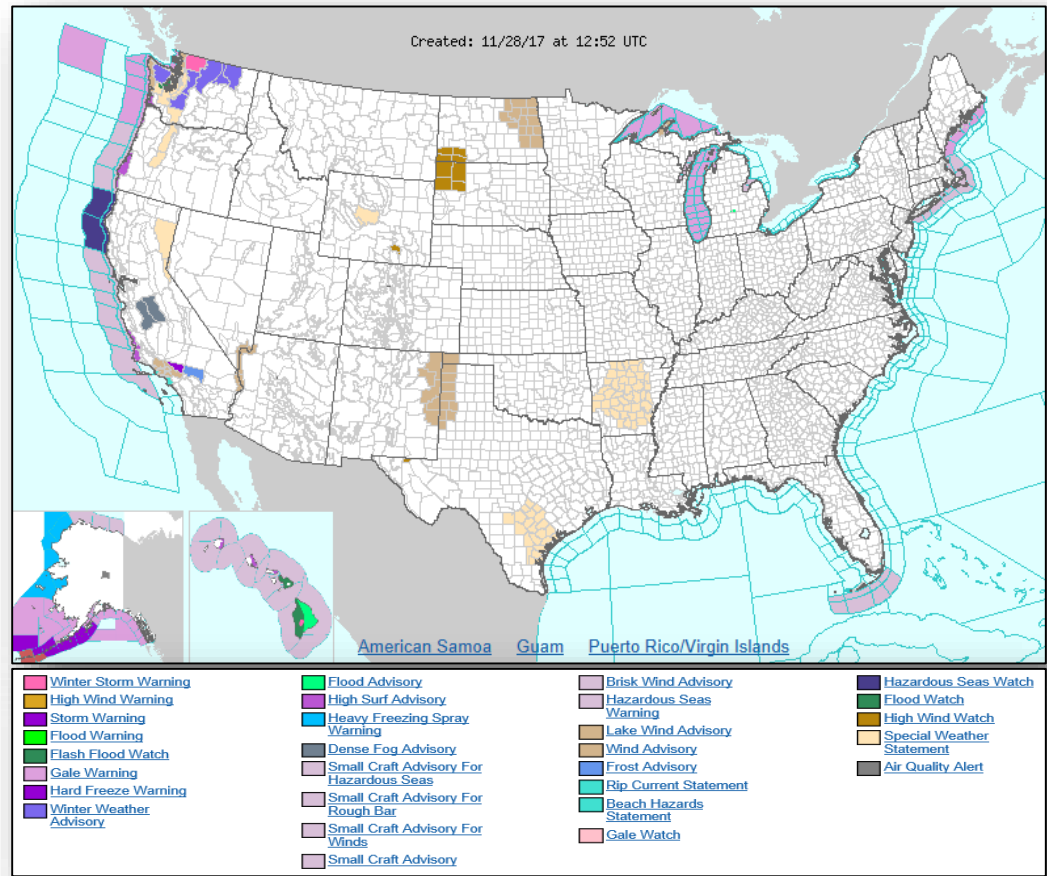 Created: 11/28/17 at 12:52 UTC
American Samoa Guam Puerto Rico/Virgin Islands
Winter Storm Warning
High Wind Warning
Storm Warning
Flood Warning
Flash Flood Watch
Gale Warning
Hard Freeze Warning
Winter Weather
Advisory
Flood Advisory
High Surf Advisory
Heavy Freezing Spray
Warning
Dense Fog Advisory
Small Craft Advisory For
Hazardous Seas
Small Craft Advisory For
Rough Bar
Small Craft Advisory For
Winds
Small Craft Advisory
Brisk Wind Advisory
Hazardous Seas
Warning
Lake Wind Advisory
Wind Advisory
Frost Advisory
Rip Current Statement
Beach Hazards
Statement
Gale Watch
Hazardous Seas Watch
Flood Watch
High Wind Watch
Special Weather
Statement
Air Quality Alert